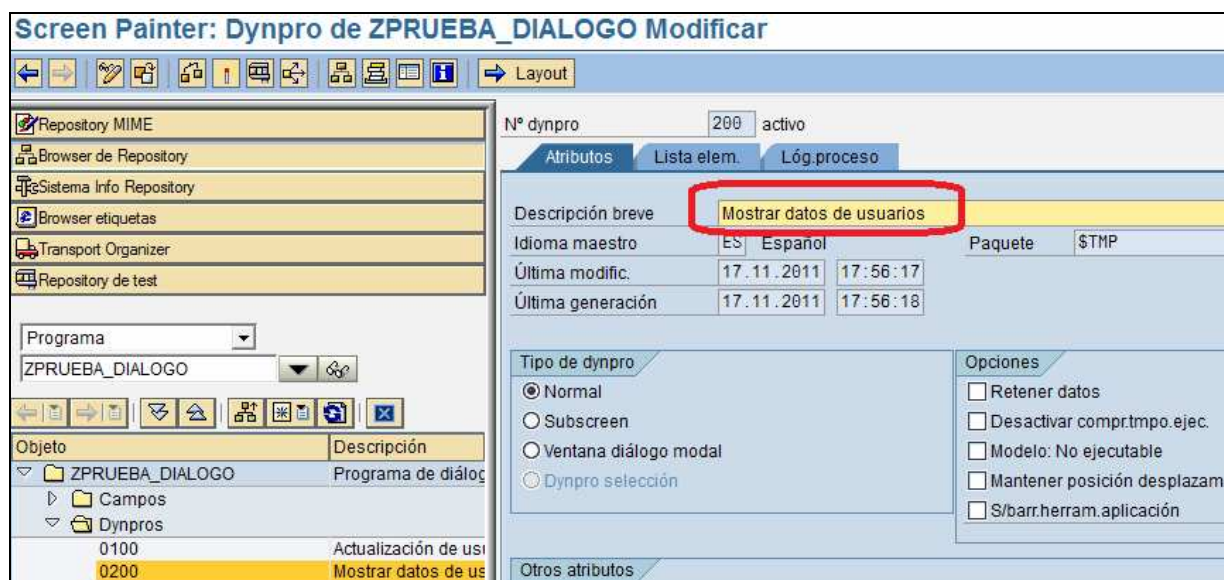 Screen Painter: Dynpro de ZPRUEBA_DIALOGO Modificar
Layout
Repository MIME
Browser de Repository
Sistema Info Repository
Browser etiquetas
Transport Organizer
Repository de test
Programa
ZPRUEBA_DIALOGO
Objeto Descripción
ZPRUEBA_DIALOGO Programa de diálog
Campos
Dynpros
0100 Actualización de usu
0200 Mostrar datos de us
Nº dynpro 200 activo
Atributos Lista elem. Lóg.proceso
Descripción breve Mostrar datos de usuarios
Idioma maestro ES Español Paquete $TMP
Última modific. 17.11.2011 17:56:17
Última generación 17.11.2011 17:56:18
Tipo de dynpro
Normal
Subscreen
Ventana diálogo modal
Dynpro selección
Opciones
Retener datos
Desactivar compr.tmpo.ejec.
Modelo: No ejecutable
Mantener posición desplazam
S/barr.herram.aplicación
Otros atributos